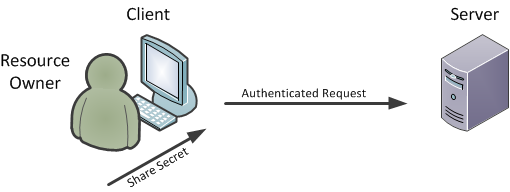 Client
Server
Resource
Owner
Authenticated Request
Share Secret